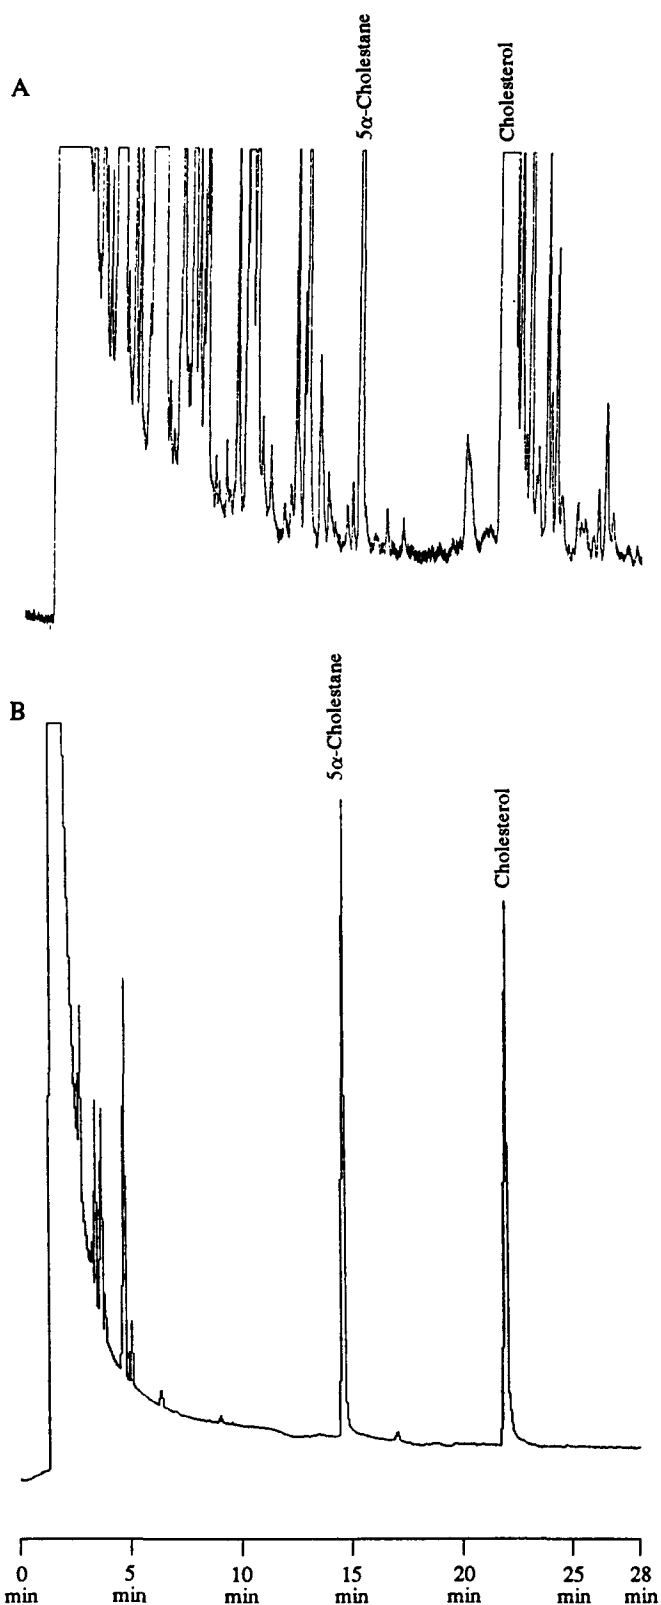 A
5α-Cholestane
Cholesterol
B
5α-Cholestane
Cholesterol
0 5 10 15 20 25 28
min min min min min min min